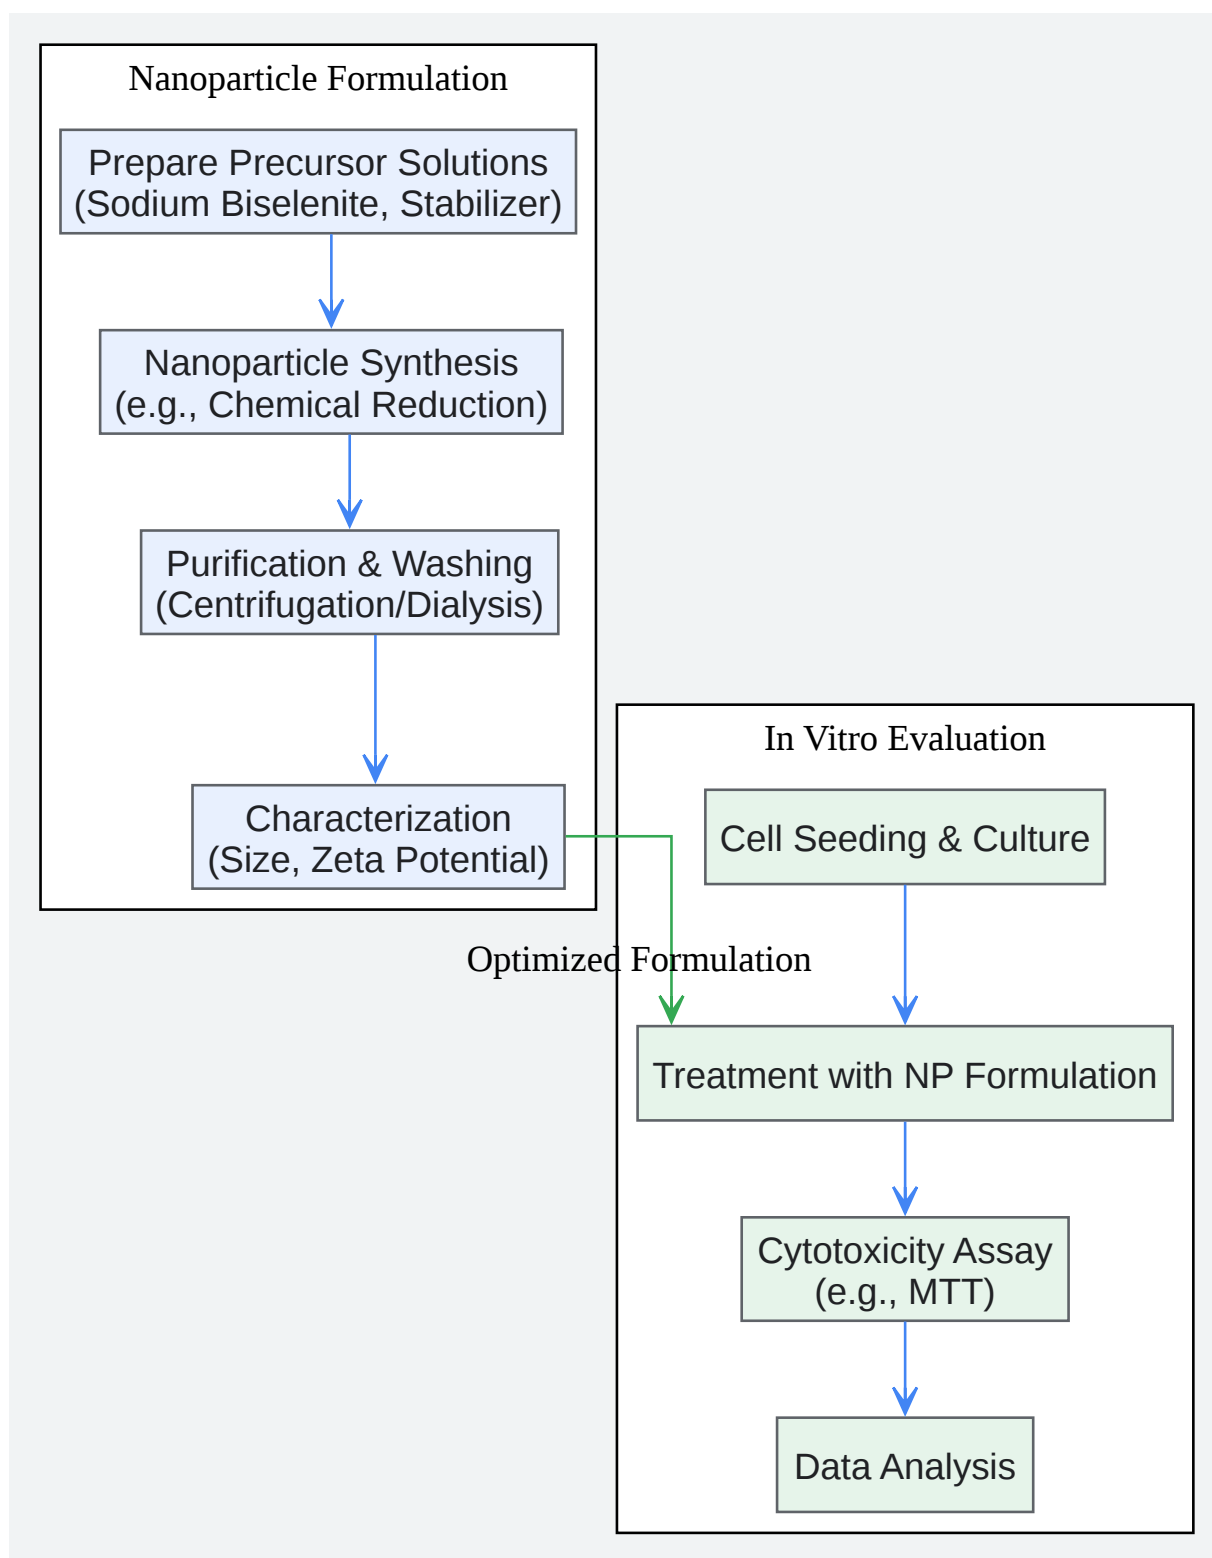 Nanoparticle Formulation
Prepare Precursor Solutions
(Sodium Biselenite, Stabilizer)
Nanoparticle Synthesis
(e.g., Chemical Reduction)
Purification & Washing
(Centrifugation/Dialysis)
Characterization
(Size, Zeta Potential)
Optimized Formulation
In Vitro Evaluation
Cell Seeding & Culture
Treatment with NP Formulation
Cytotoxicity Assay
(e.g., MTT)
Data Analysis